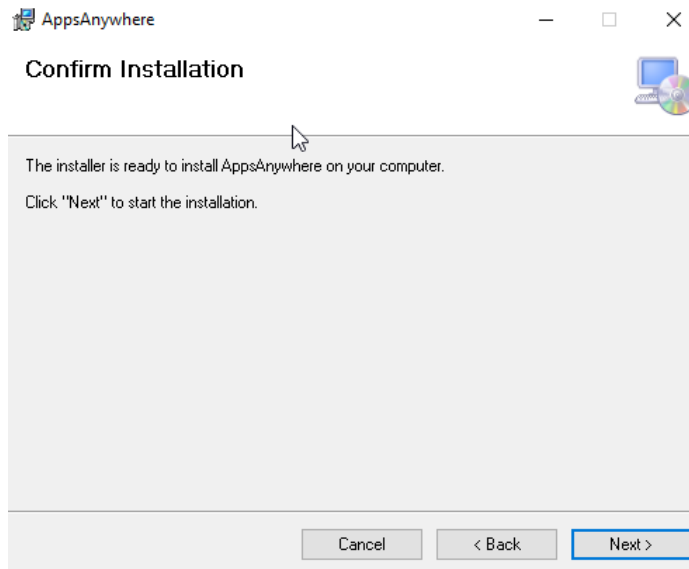 AppsAnywhere
Confirm Installation
The installer is ready to install AppsAnywhere on your computer.
Click "Next" to start the installation.
Cancel
< Back
Next >